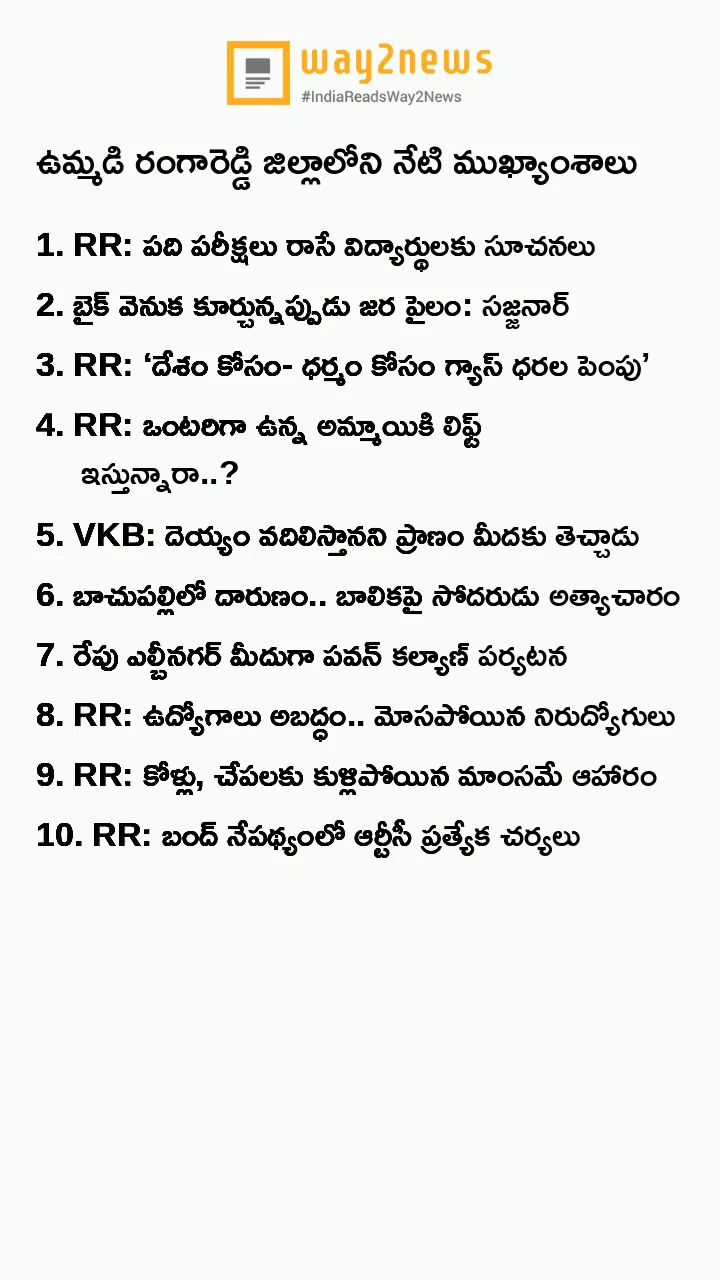 way2news
#IndiaReadsWay2News
ఉమ్మడి రంగారెడ్డి జిల్లాలోని నేటి ముఖ్యాంశాలు
1. RR: పది పరీక్షలు రాసే విద్యార్థులకు సూచనలు
2. బైక్ వెనుక కూర్చున్నప్పుడు జర పైలం: సజ్జనార్
3. RR: ‘దేశం కోసం- ధర్మం కోసం గ్యాస్ ధరల పెంపు’
4. RR: ఒంటరిగా ఉన్న అమ్మాయికి లిఫ్ట్
ఇస్తున్నారా..?
5. VKB: దెయ్యం వదిలిస్తానని ప్రాణం మీదకు తెచ్చాడు
6. బాచుపల్లిలో దారుణం.. బాలికపై సోదరుడు అత్యాచారం
7. రేపు ఎల్బీనగర్ మీదుగా పవన్ కల్యాణ్ పర్యటన
8. RR: ఉద్యోగాలు అబద్ధం.. మోసపోయిన నిరుద్యోగులు
9. RR: కోళ్లు, చేపలకు కుళ్లిపోయిన మాంసమే ఆహారం
10. RR: బంద్ నేపథ్యంలో ఆర్టీసీ ప్రత్యేక చర్యలు